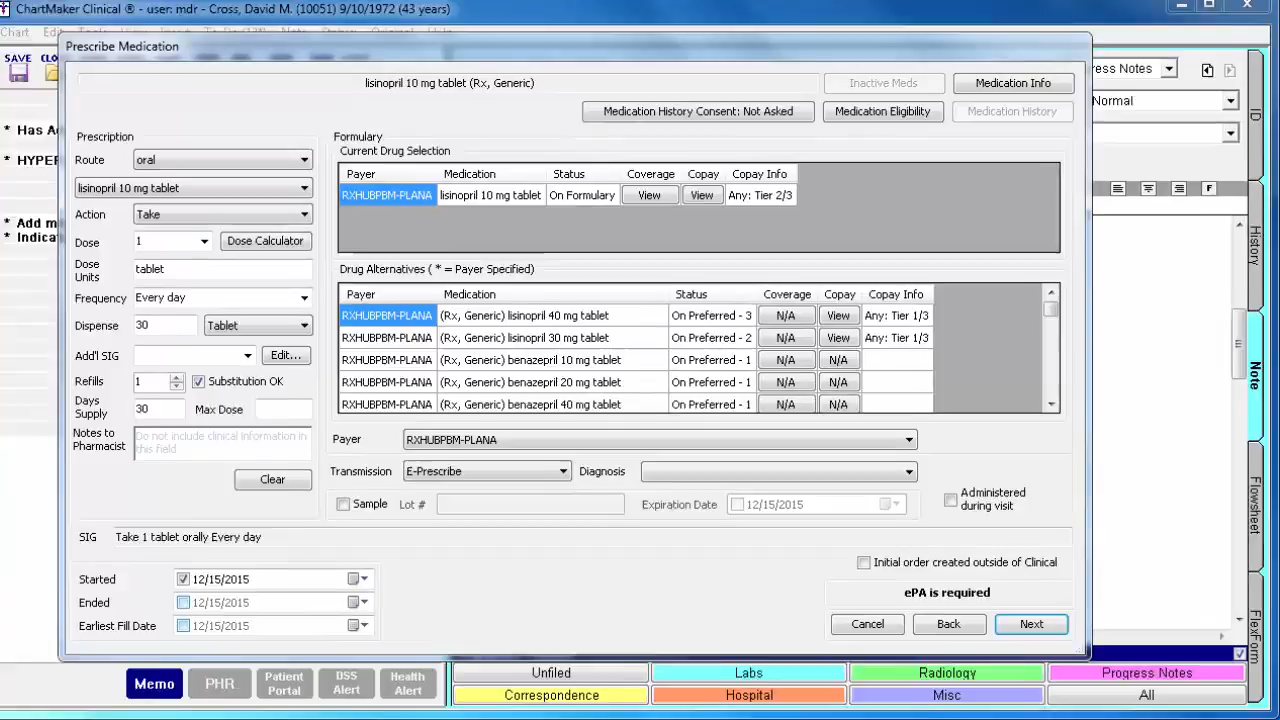 ChartMaker Clinical ® - user: mdr - Cross, David M. (10051) 9/10/1972 (43 years)
Chart
SAVE
Prescribe Medication
lisinopril 10 mg tablet (Rx, Generic)
Inactive Meds
Medication Info
Medication History Consent: Not Asked
Medication Eligibility
Medication History
Prescription
Route oral
lisinopril 10 mg tablet
Action Take
Dose 1 Dose Calculator
Dose Units tablet
Frequency Every day
Dispense 30 Tablet
Add'l SIG Edit...
Refills 1 Substitution OK
Days Supply 30 Max Dose
Notes to Pharmacist
Do not include clinical information in
this field
Clear
Formulary
Current Drug Selection
Payer Medication Status Coverage Copay Copay Info
RXHUBPBM-PLANA lisinopril 10 mg tablet On Formulary View View Any: Tier 2/3
Drug Alternatives ( * = Payer Specified)
Payer Medication Status Coverage Copay Copay Info
RXHUBPBM-PLANA (Rx, Generic) lisinopril 40 mg tablet On Preferred - 3 N/A View Any: Tier 1/3
RXHUBPBM-PLANA (Rx, Generic) lisinopril 30 mg tablet On Preferred - 2 N/A View Any: Tier 1/3
RXHUBPBM-PLANA (Rx, Generic) benazepril 10 mg tablet On Preferred - 1 N/A N/A
RXHUBPBM-PLANA (Rx, Generic) benazepril 20 mg tablet On Preferred - 1 N/A N/A
RXHUBPBM-PLANA (Rx, Generic) benazepril 40 mg tablet On Preferred - 1 N/A N/A
Payer RXHUBPBM-PLANA
Transmission E-Prescribe Diagnosis
Sample Lot # Expiration Date 12/15/2015
Administered
during visit
SIG Take 1 tablet orally Every day
Initial order created outside of Clinical
Started 12/15/2015
Ended 12/15/2015
Earliest Fill Date 12/15/2015
ePA is required
Cancel Back Next
* Has A
* HYPER
* Add m
* Indica
ess Notes
Normal
F
ID
History
Note
Flowsheet
FlexForm
Memo
PHR
Patient Portal
DSS Alert
Health Alert
Unfiled Labs Radiology Progress Notes
Correspondence Hospital Misc All